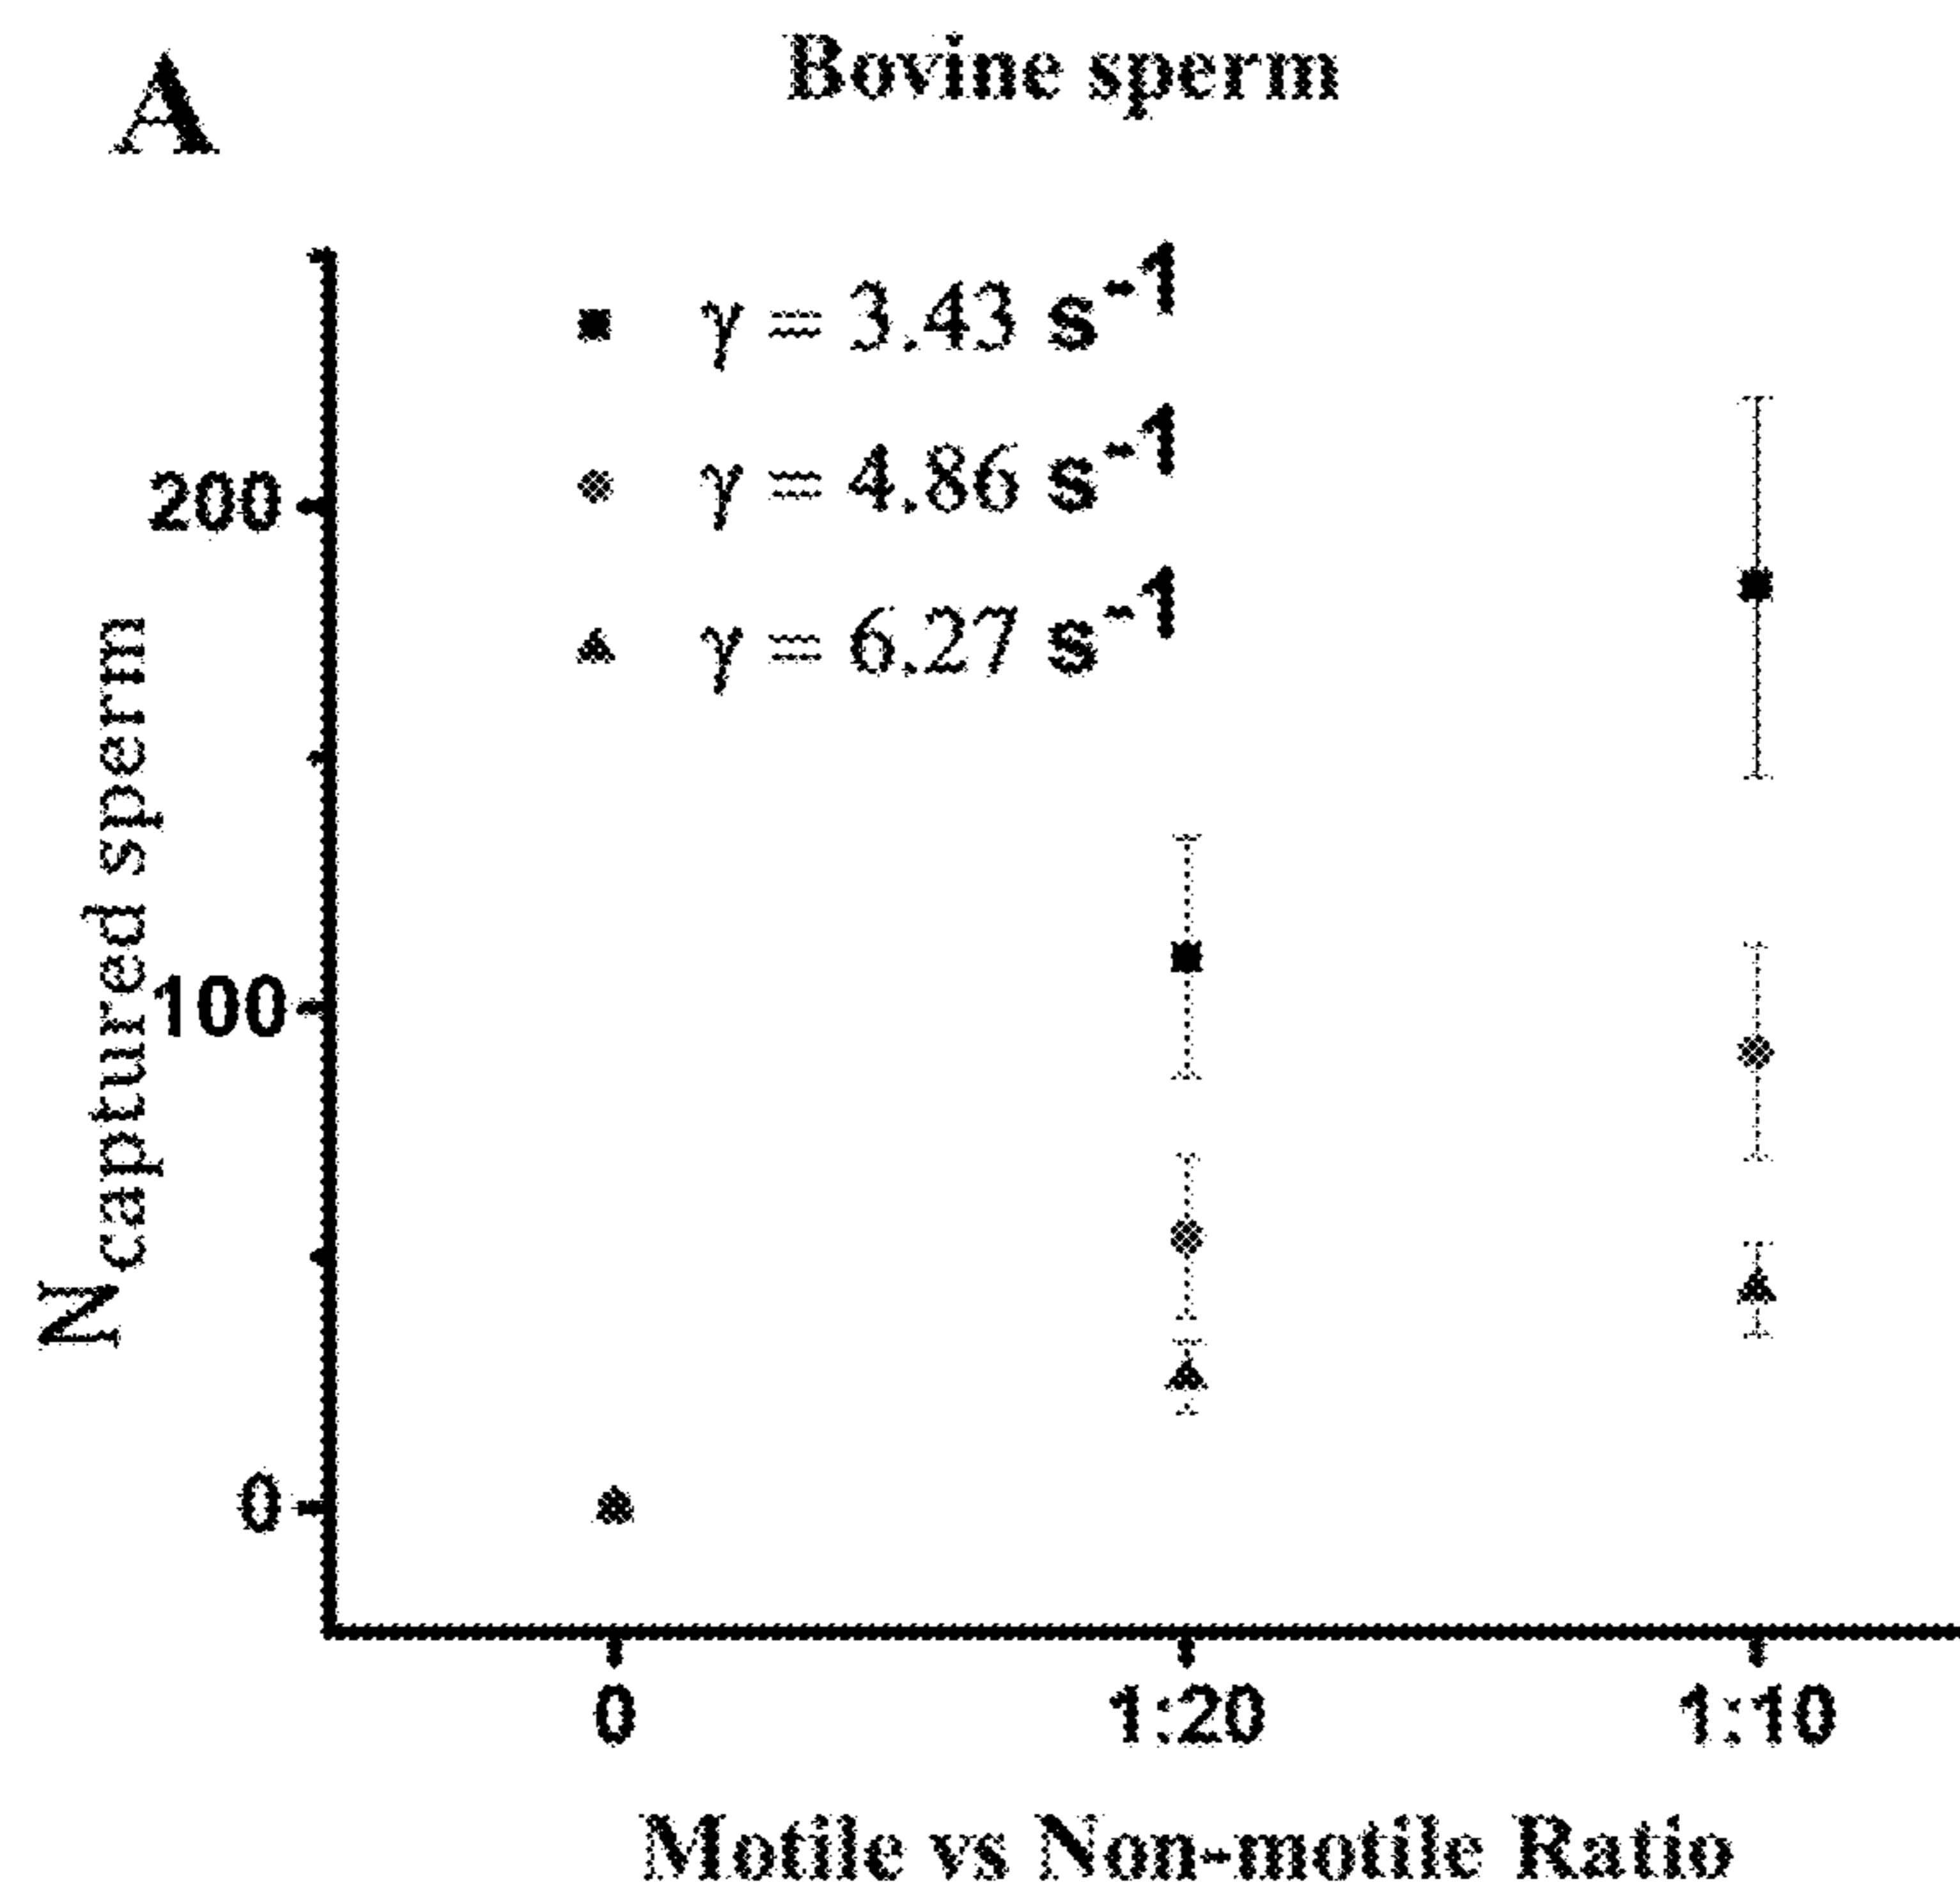 A
Bovine sperm
γ = 3.43 s⁻¹
γ = 4.86 s⁻¹
γ = 6.27 s⁻¹
200
100
0
N captured sperm
0 1:20 1:10
Motile vs Non-motile Ratio